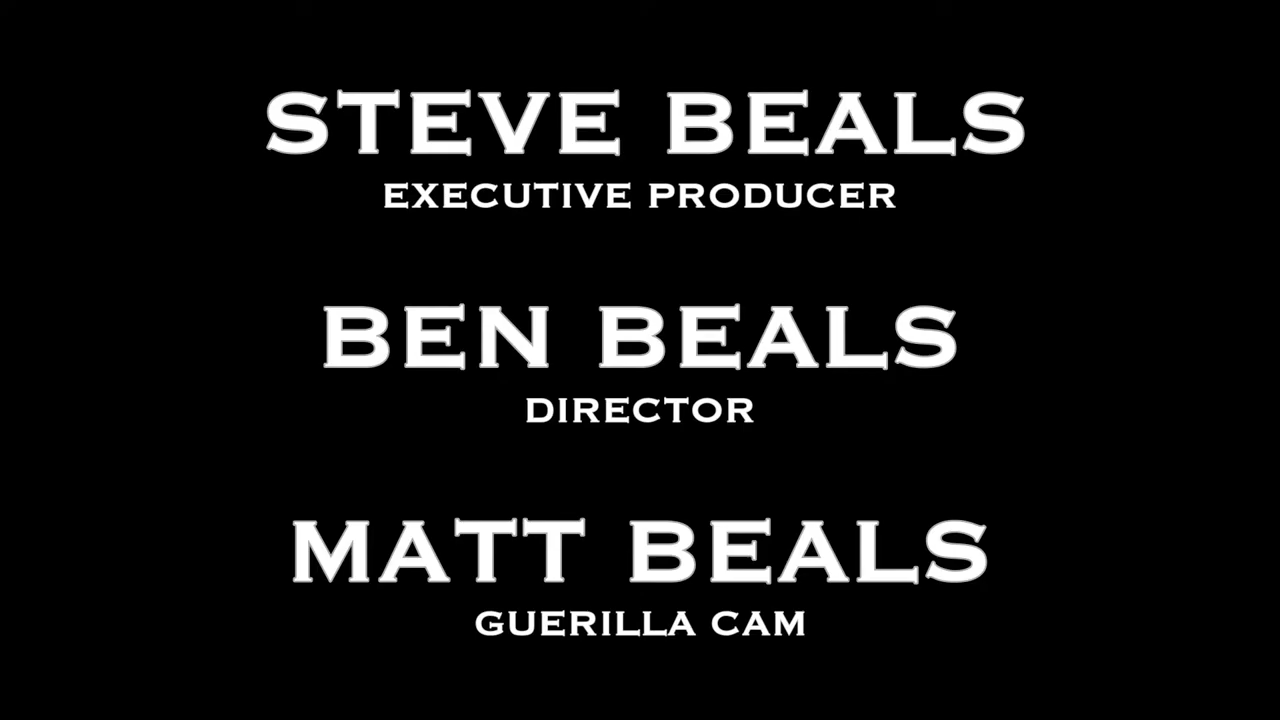 STEVE BEALS
EXECUTIVE PRODUCER
BEN BEALS
DIRECTOR
MATT BEALS
GUERILLA CAM